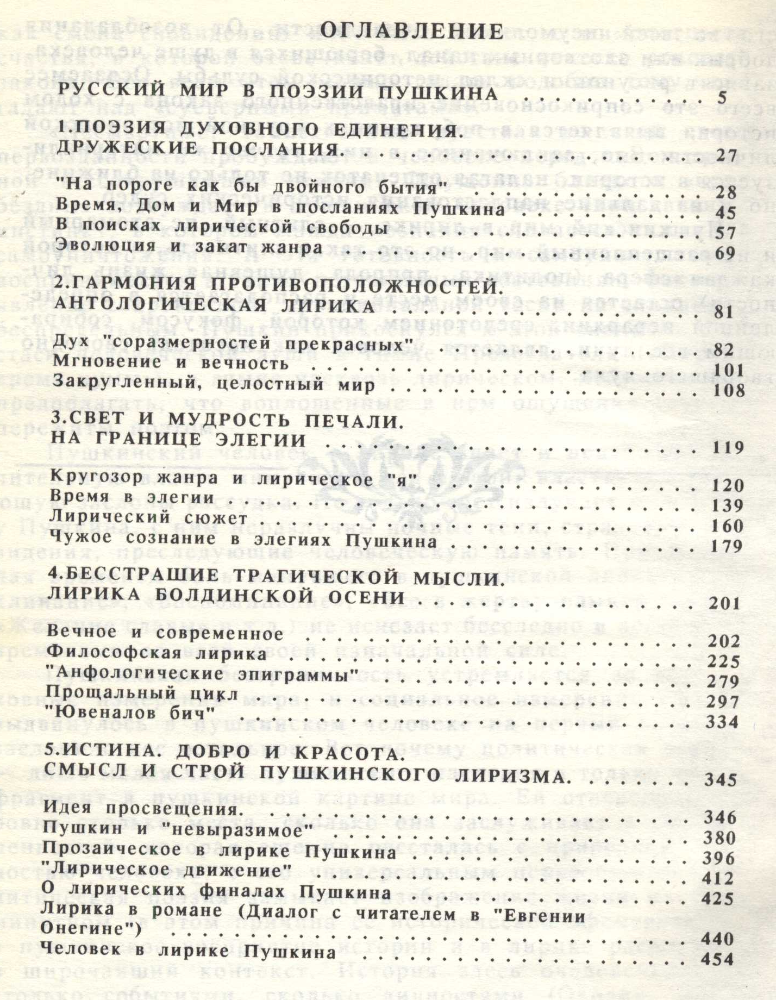 ОГЛАВЛЕНИЕ
РУССКИЙ МИР В ПОЭЗИИ ПУШКИНА . . . . . . . . . . . . 5
1.ПОЭЗИЯ ДУХОВНОГО ЕДИНЕНИЯ.
ДРУЖЕСКИЕ ПОСЛАНИЯ. . . . . . . . . . . . . . . . . . . . . . . 27
"На пороге как бы двойного бытия" . . . . . . . . . . . . . . . 28
Время, Дом и Мир в посланиях Пушкина . . . . . . . . . . . . 45
В поисках лирической свободы . . . . . . . . . . . . . . . . . . . 57
Эволюция и закат жанра . . . . . . . . . . . . . . . . . . . . . . . 69
2.ГАРМОНИЯ ПРОТИВОПОЛОЖНОСТЕЙ.
АНТОЛОГИЧЕСКАЯ ЛИРИКА . . . . . . . . . . . . . . . . . . . . 81
Дух "соразмерностей прекрасных" . . . . . . . . . . . . . . . . . 82
Мгновение и вечность . . . . . . . . . . . . . . . . . . . . . . . . . 101
Закругленный, целостный мир . . . . . . . . . . . . . . . . . . . . 108
3.СВЕТ И МУДРОСТЬ ПЕЧАЛИ.
НА ГРАНИЦЕ ЭЛЕГИИ . . . . . . . . . . . . . . . . . . . . . . . . 119
Кругозор жанра и лирическое "я" . . . . . . . . . . . . . . . . . 120
Время в элегии . . . . . . . . . . . . . . . . . . . . . . . . . . . . . . 139
Лирический сюжет . . . . . . . . . . . . . . . . . . . . . . . . . . . . 160
Чужое сознание в элегиях Пушкина . . . . . . . . . . . . . . . . 179
4.БЕССТРАШИЕ ТРАГИЧЕСКОЙ МЫСЛИ.
ЛИРИКА БОЛДИНСКОЙ ОСЕНИ . . . . . . . . . . . . . . . . . . 201
Вечное и современное . . . . . . . . . . . . . . . . . . . . . . . . . 202
Философская лирика . . . . . . . . . . . . . . . . . . . . . . . . . . 225
"Анфологические эпиграммы" . . . . . . . . . . . . . . . . . . . . 279
Прощальный цикл . . . . . . . . . . . . . . . . . . . . . . . . . . . . 297
"Ювеналов бич" . . . . . . . . . . . . . . . . . . . . . . . . . . . . . 334
5.ИСТИНА. ДОБРО И КРАСОТА.
СМЫСЛ И СТРОЙ ПУШКИНСКОГО ЛИРИЗМА. . . . . . . . 345
Идея просвещения. . . . . . . . . . . . . . . . . . . . . . . . . . . . 346
Пушкин и "невыразимое" . . . . . . . . . . . . . . . . . . . . . . . 380
Прозаическое в лирике Пушкина . . . . . . . . . . . . . . . . . . 396
"Лирическое движение" . . . . . . . . . . . . . . . . . . . . . . . . 412
О лирических финалах Пушкина . . . . . . . . . . . . . . . . . . 425
Лирика в романе (Диалог с читателем в "Евгении
Онегине") . . . . . . . . . . . . . . . . . . . . . . . . . . . . . . . . . 440
Человек в лирике Пушкина . . . . . . . . . . . . . . . . . . . . . 454